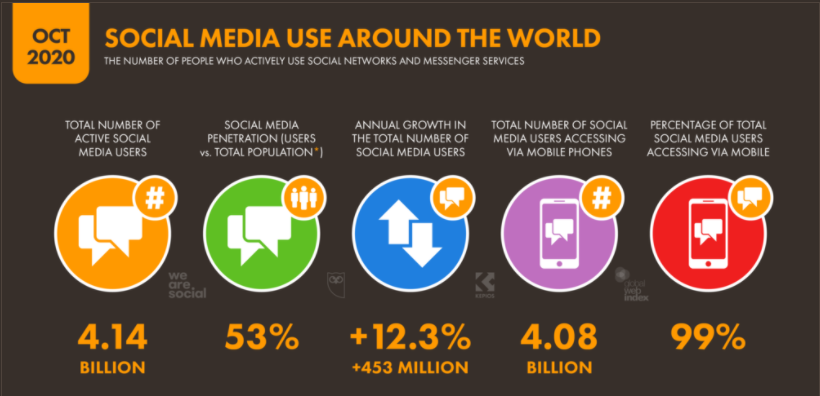 OCT
2020
SOCIAL MEDIA USE AROUND THE WORLD
THE NUMBER OF PEOPLE WHO ACTIVELY USE SOCIAL NETWORKS AND MESSENGER SERVICES
TOTAL NUMBER OF
ACTIVE SOCIAL
MEDIA USERS
SOCIAL MEDIA
PENETRATION (USERS
vs. TOTAL POPULATION*)
ANNUAL GROWTH IN
THE TOTAL NUMBER OF
SOCIAL MEDIA USERS
TOTAL NUMBER OF SOCIAL
MEDIA USERS ACCESSING
VIA MOBILE PHONES
PERCENTAGE OF TOTAL
SOCIAL MEDIA USERS
ACCESSING VIA MOBILE
#
#
we
are
social
KEPIOS
global
web
index
4.14
BILLION
53%
+12.3%
+453 MILLION
4.08
BILLION
99%